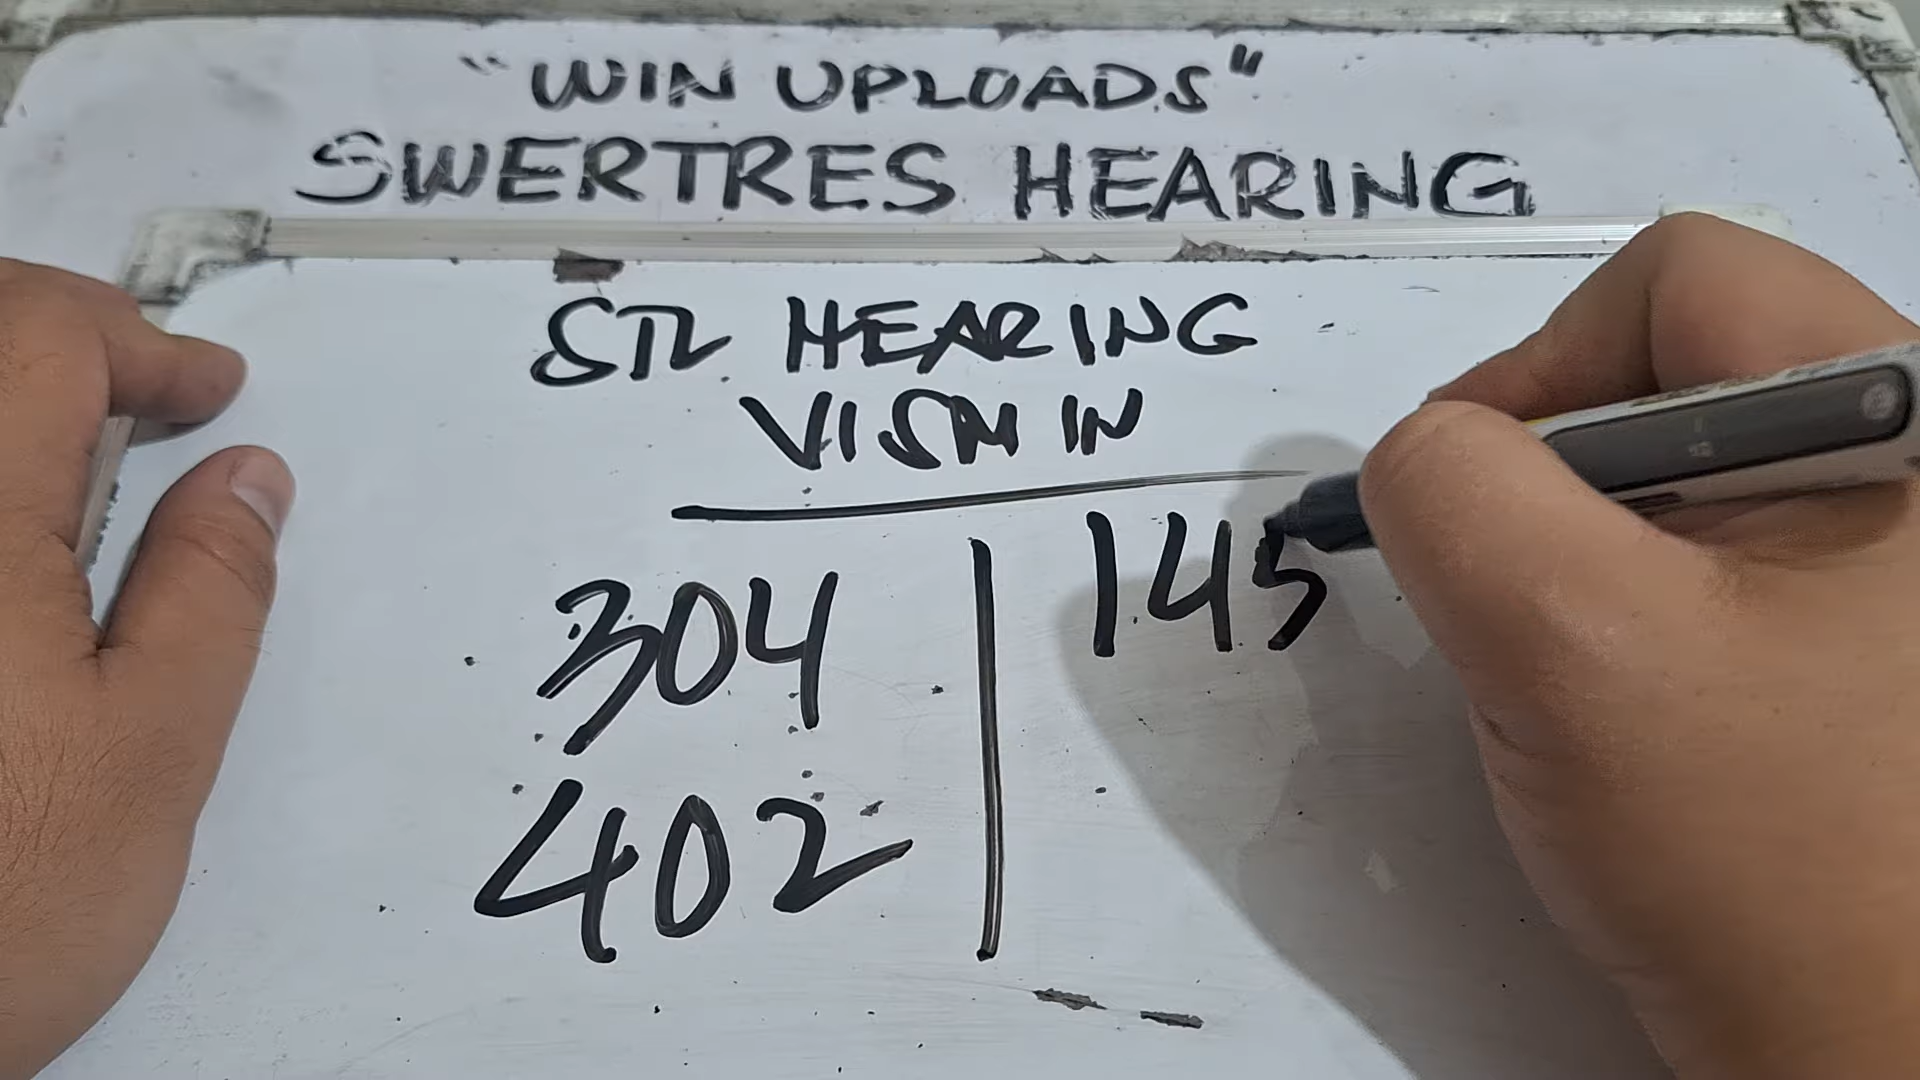 "WIN UPLOADS"
SWERTRES HEARING
STL HEARING
VISMIN
304
402
145